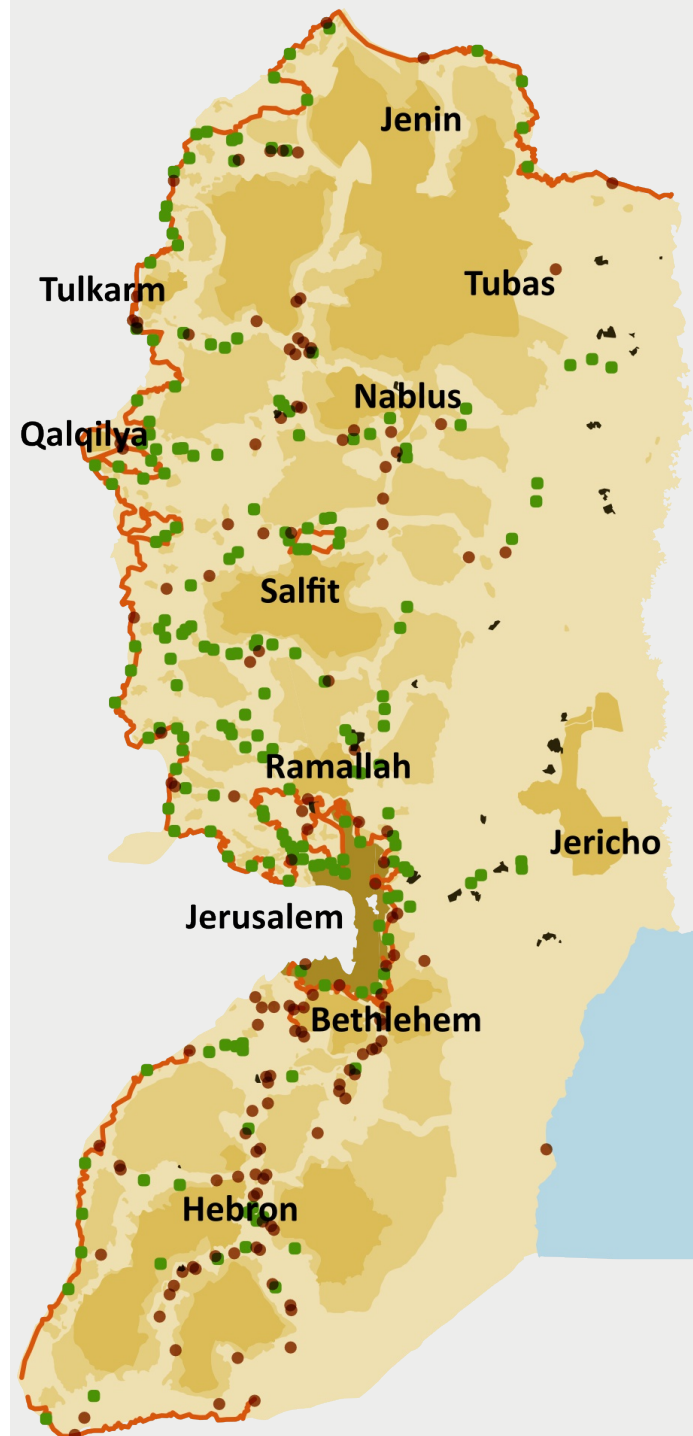 Jenin
Tulkarm
Tubas
Nablus
Qalqilya
Salfit
Ramallah
Jericho
Jerusalem
Bethlehem
Hebron